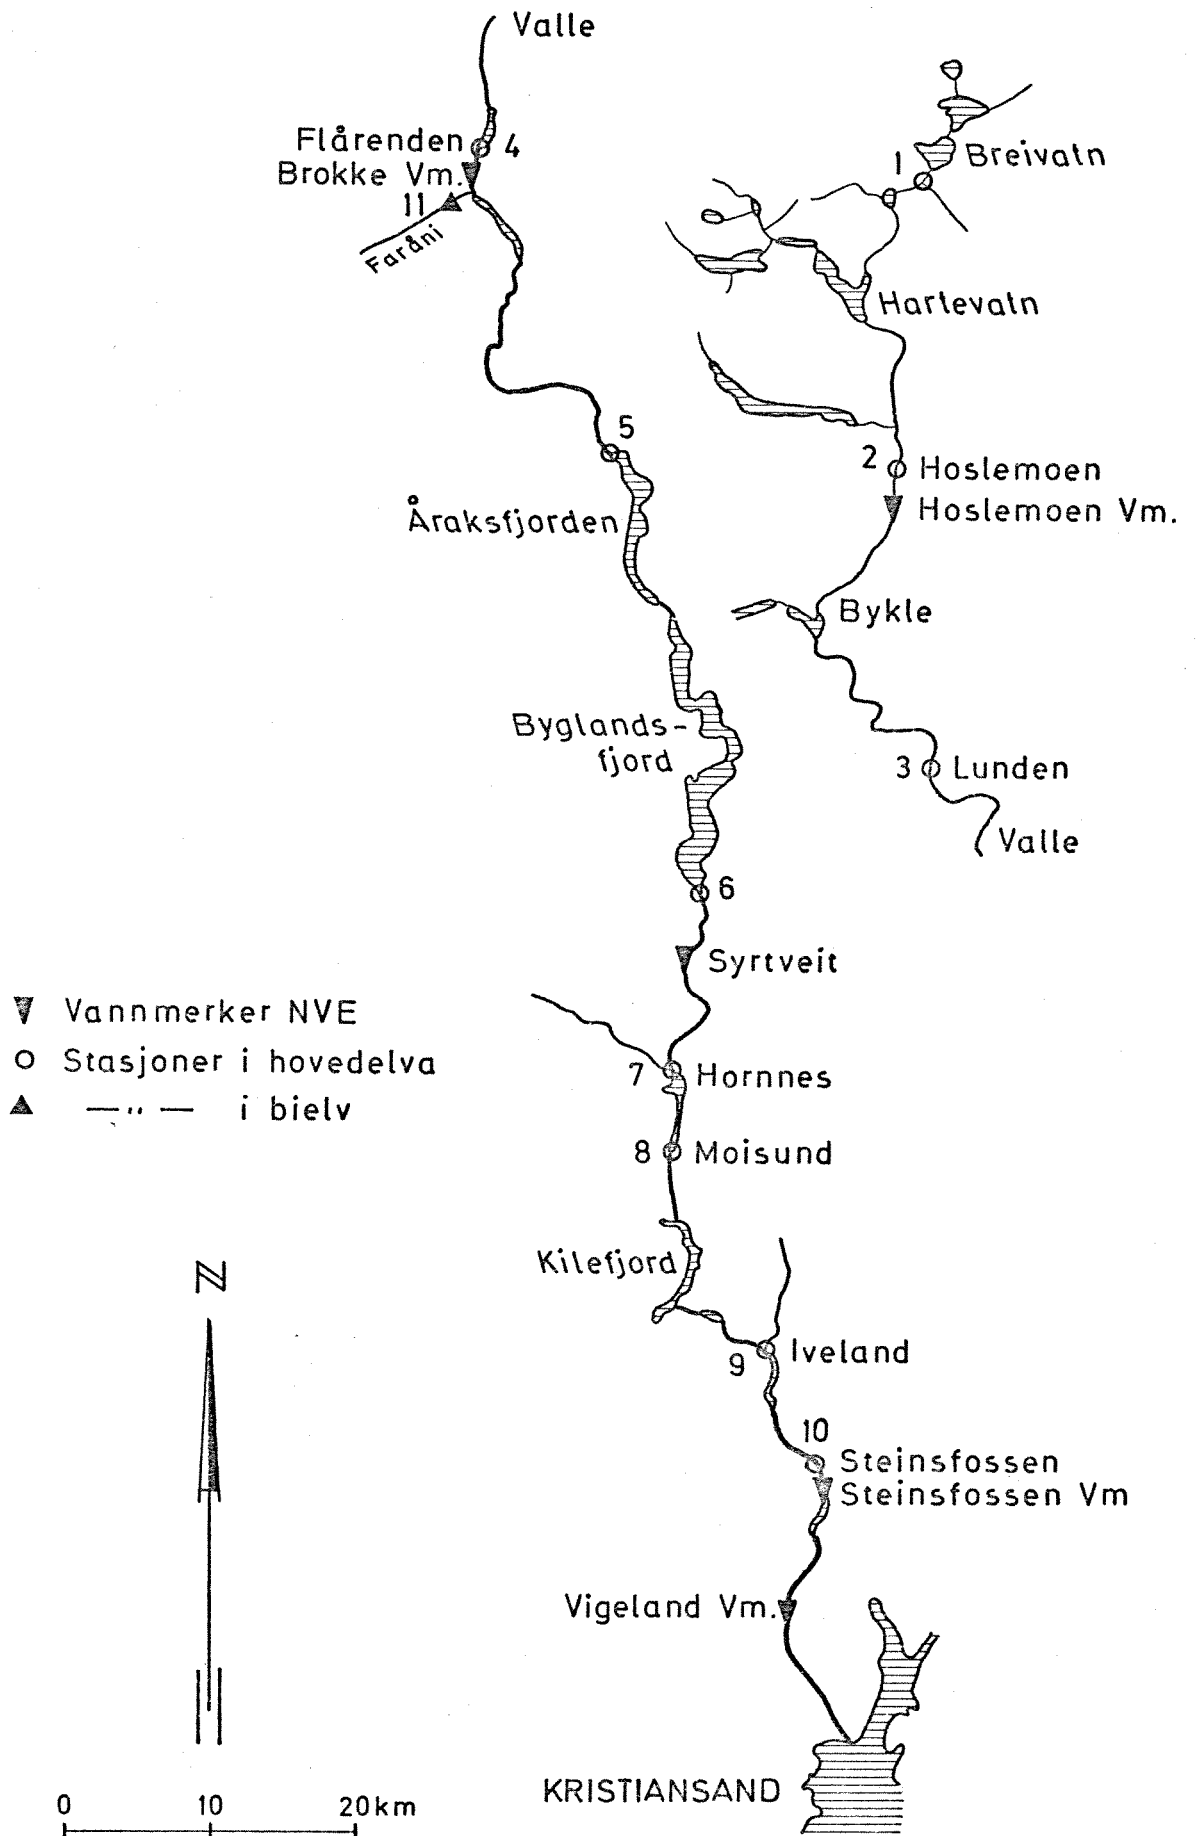 Valle
Flårenden
4
Brokke Vm.
11
Faråni
1
Breivatn
Hartevatn
5
2
Hoslemoen
Hoslemoen Vm.
Åraksfjorden
Bykle
Byglands-
fjord
3
Lunden
Valle
6
Syrtveit
Vannmerker NVE
Stasjoner i hovedelva
—〃— i bielv
7
Hornnes
8
Moisund
Kilefjord
N
9
Iveland
10
Steinsfossen
Steinsfossen Vm
Vigeland Vm.
KRISTIANSAND
0 10 20km